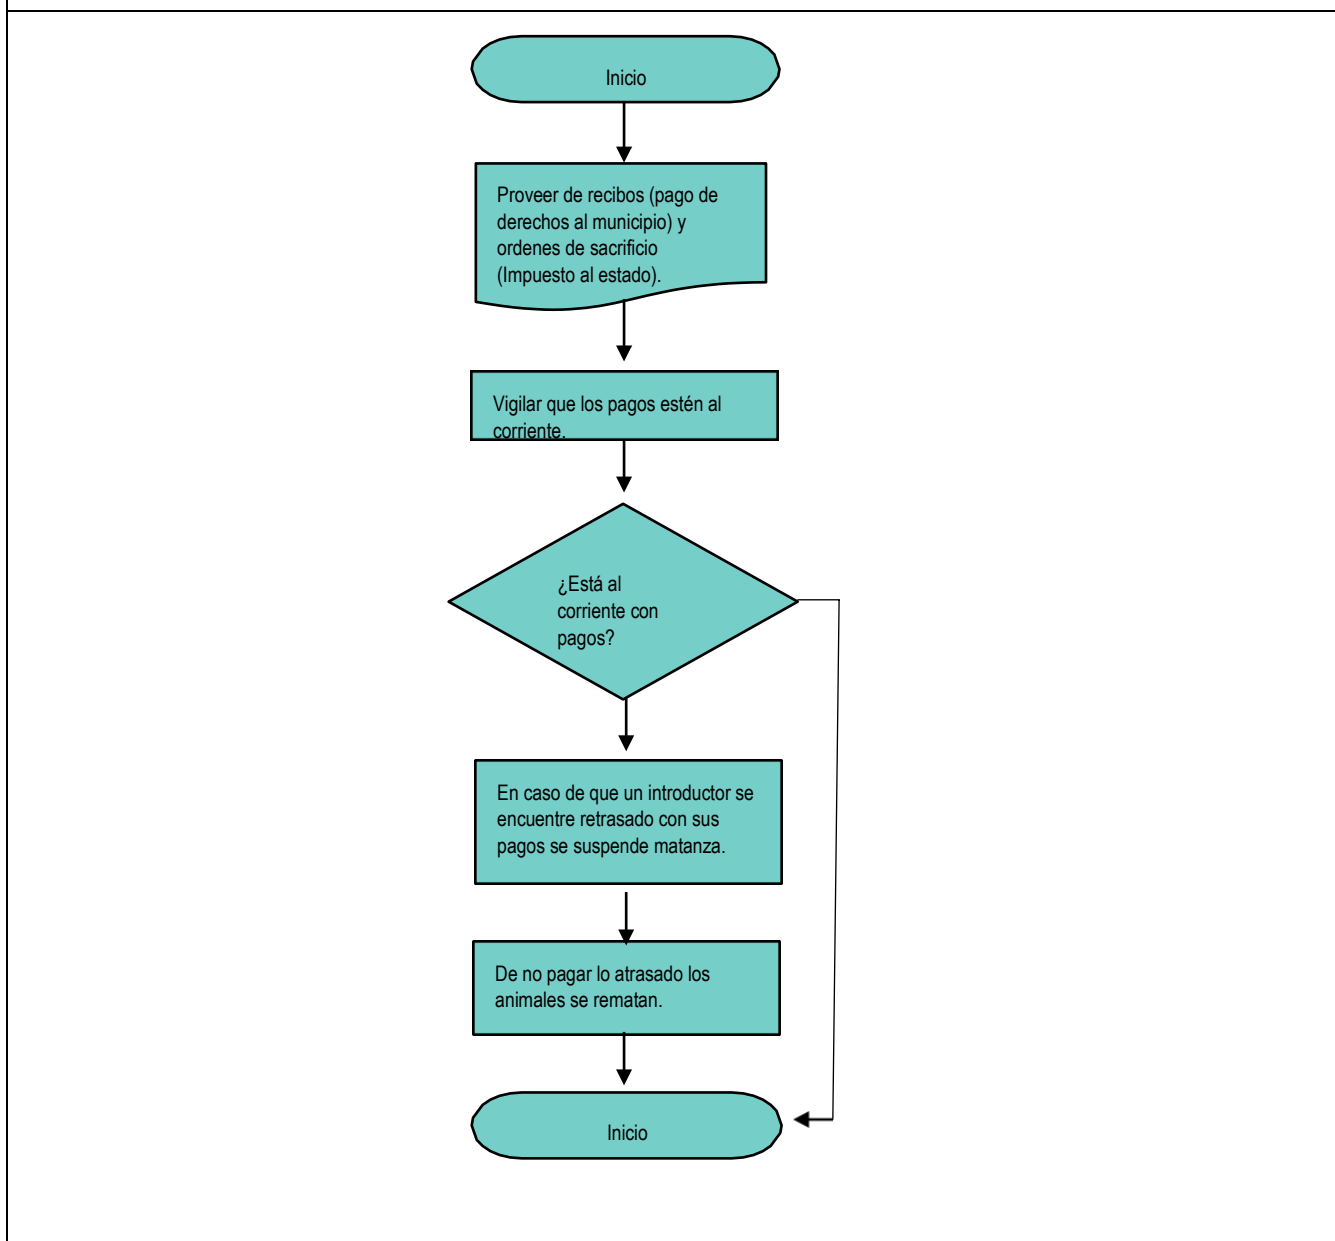 Inicio
Proveer de recibos (pago de
derechos al municipio) y
ordenes de sacrificio
(Impuesto al estado).
Vigilar que los pagos estén al
corriente.
¿Está al
corriente con
pagos?
En caso de que un introductor se
encuentre retrasado con sus
pagos se suspende matanza.
De no pagar lo atrasado los
animales se rematan.
Inicio